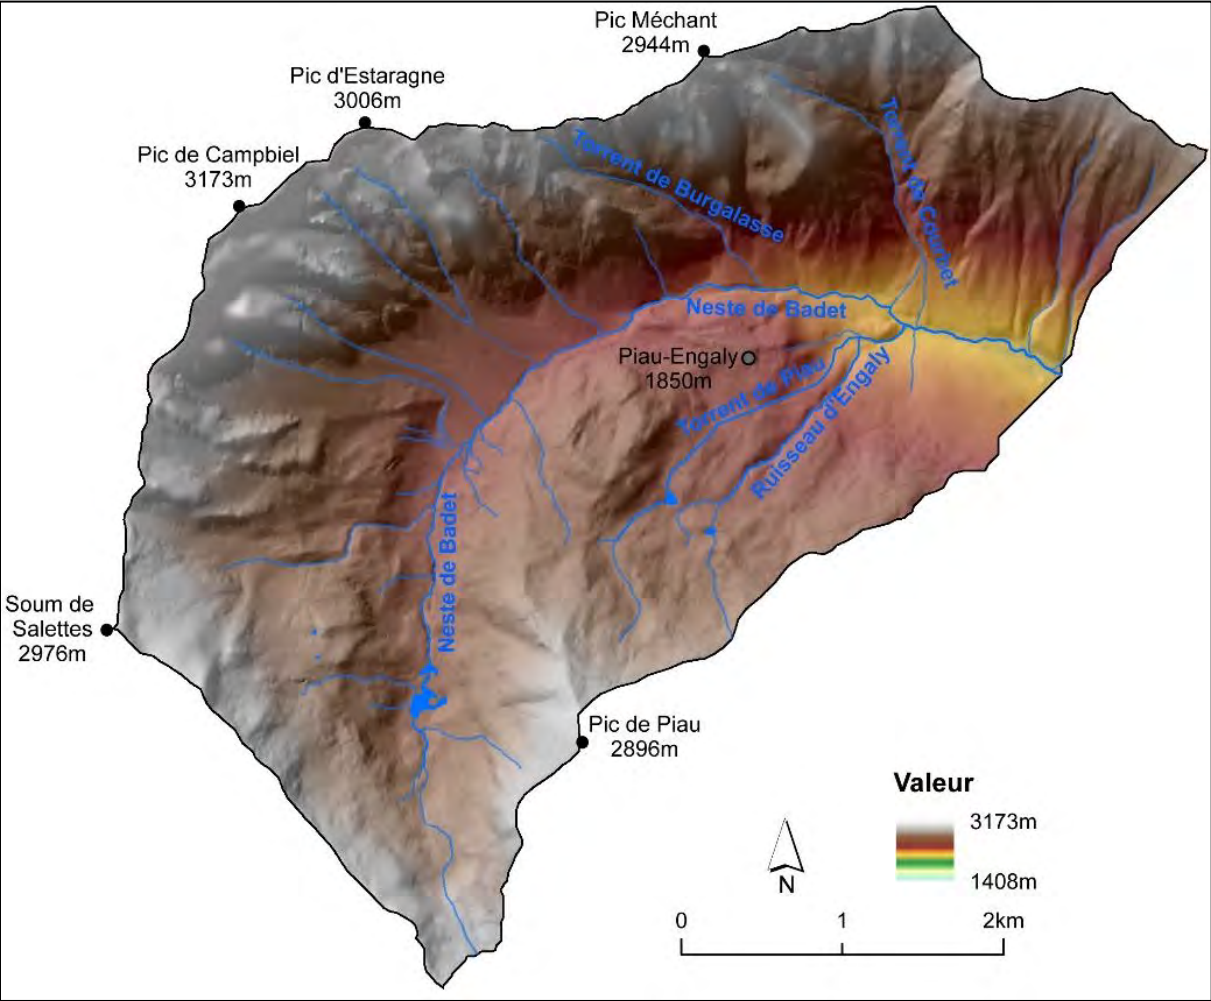 Pic Méchant
2944m
Pic d'Estaragne
3006m
Pic de Campbiel
3173m
Torrent de Burgalasse
Torrent de Courbet
Neste de Badet
Piau-Engaly
1850m
Torrent de Piau
Ruisseau d'Engaly
Neste de Badet
Soum de
Salettes
2976m
Pic de Piau
2896m
Valeur
3173m
1408m
N
0 1 2km